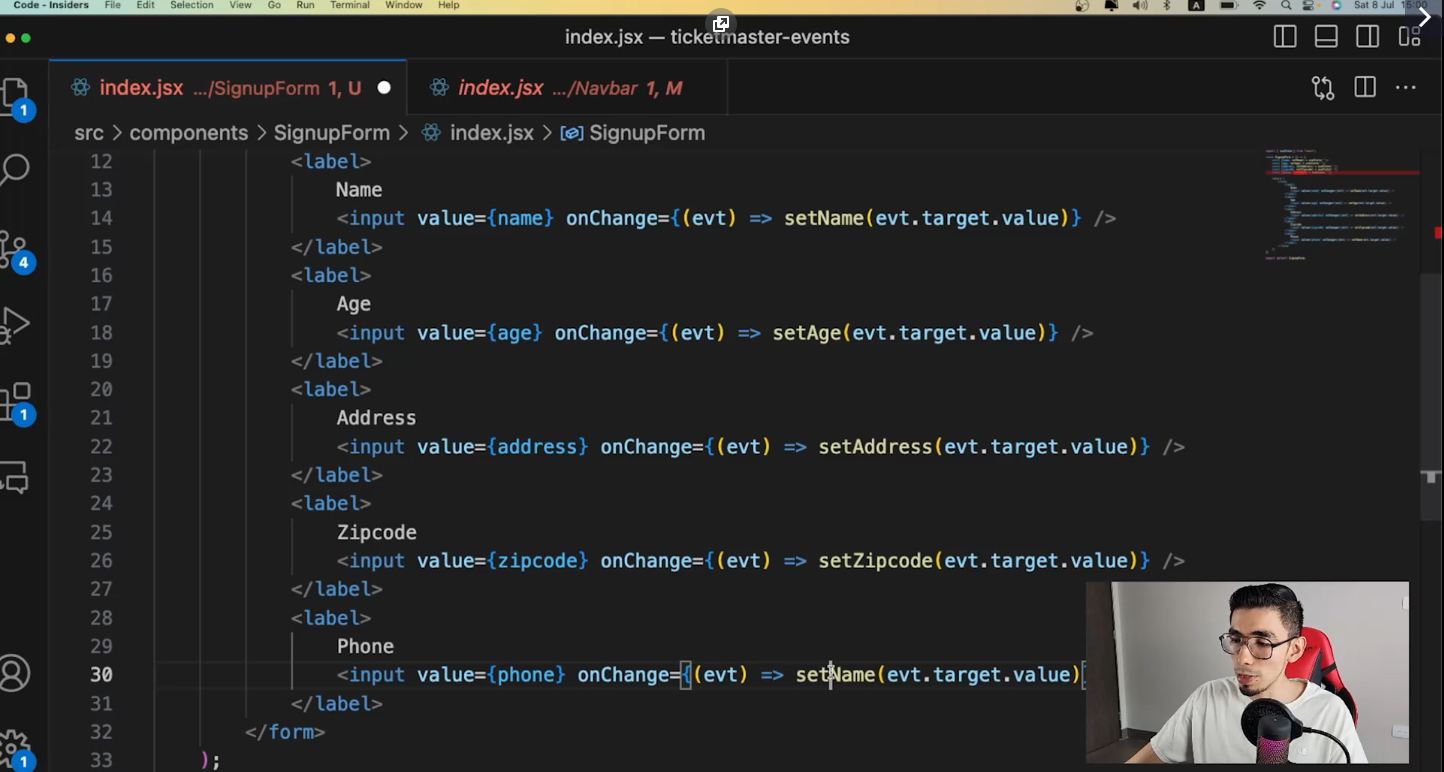 Code - Insiders File Edit Selection View Go Run Terminal Window Help A Sat 8 Jul 15:00
index.jsx — ticketmaster-events
index.jsx .../SignupForm 1, U index.jsx .../Navbar 1, M
src > components > SignupForm > index.jsx > SignupForm
12 <label>
13 Name
14 <input value={name} onChange={(evt) => setName(evt.target.value)} />
15 </label>
16 <label>
17 Age
18 <input value={age} onChange={(evt) => setAge(evt.target.value)} />
19 </label>
20 <label>
21 Address
22 <input value={address} onChange={(evt) => setAddress(evt.target.value)} />
23 </label>
24 <label>
25 Zipcode
26 <input value={zipcode} onChange={(evt) => setZipcode(evt.target.value)} />
27 </label>
28 <label>
29 Phone
30 <input value={phone} onChange={(evt) => setName(evt.target.value)
31 </label>
32 </form>
33 );
1
4
1
1